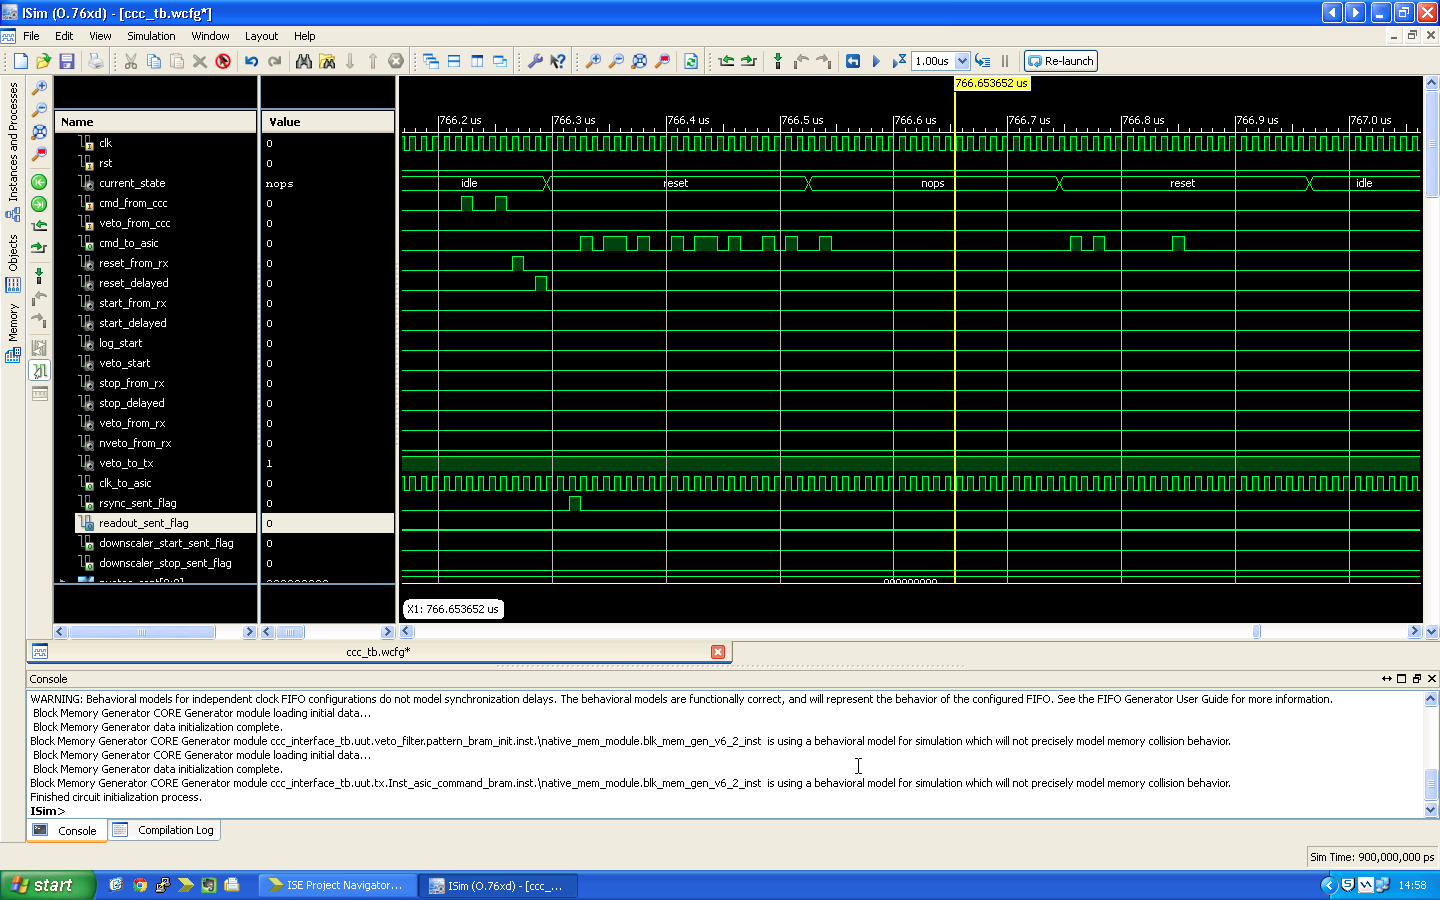 ISim (O.76xd) - [ccc_tb.wcfg*]
File Edit View Simulation Window Layout Help
1.00us Re-launch
766.653652 us
Name Value
766.2 us 766.3 us 766.4 us 766.5 us 766.6 us 766.7 us 766.8 us 766.9 us 767.0 us
clk 0
rst 0
current_state nops idle reset nops reset idle
cmd_from_ccc 0
veto_from_ccc 0
cmd_to_asic 0
reset_from_rx 0
reset_delayed 0
start_from_rx 0
start_delayed 0
log_start 0
veto_start 0
stop_from_rx 0
stop_delayed 0
veto_from_rx 0
nveto_from_rx 0
veto_to_tx 1
clk_to_asic 0
rsync_sent_flag 0
readout_sent_flag 0
downscaler_start_sent_flag 0
downscaler_stop_sent_flag 0
X1: 766.653652 us
Instances and Processes
Objects
Memory
ccc_tb.wcfg*
Console
WARNING: Behavioral models for independent clock FIFO configurations do not model synchronization delays. The behavioral models are functionally correct, and will represent the behavior of the configured FIFO. See the FIFO Generator User Guide for more information.
Block Memory Generator CORE Generator module loading initial data...
Block Memory Generator data initialization complete.
Block Memory Generator CORE Generator module ccc_interface_tb.uut.veto_filter.pattern_bram_init.inst.\native_mem_module.blk_mem_gen_v6_2_inst is using a behavioral model for simulation which will not precisely model memory collision behavior.
Block Memory Generator CORE Generator module loading initial data...
Block Memory Generator data initialization complete.
Block Memory Generator CORE Generator module ccc_interface_tb.uut.tx.Inst_asic_command_bram.inst.\native_mem_module.blk_mem_gen_v6_2_inst is using a behavioral model for simulation which will not precisely model memory collision behavior.
Finished circuit initialization process.
ISim>
Console Compilation Log
Sim Time: 900,000,000 ps
start ISE Project Navigator... ISim (O.76xd) - [ccc_... 14:58